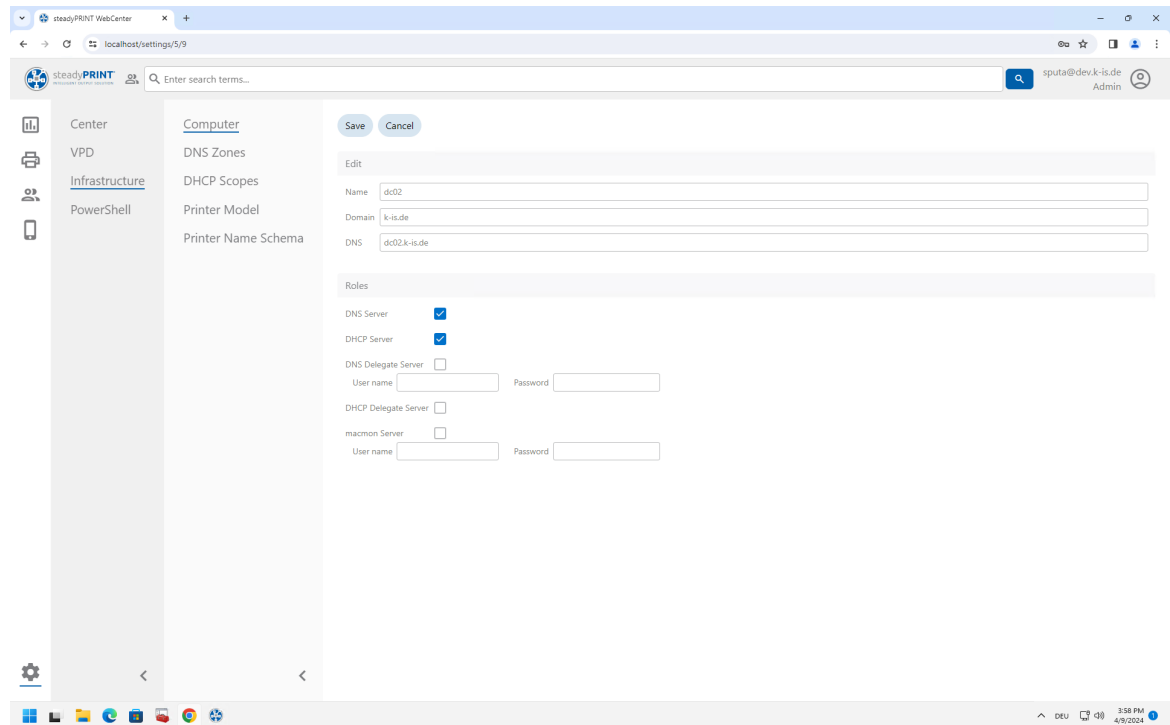 steadyPRINT WebCenter
localhost/settings/5/9
steadyPRINT
Enter search terms...
sputa@dev.k-is.de
Admin
Center
VPD
Infrastructure
PowerShell
Computer
DNS Zones
DHCP Scopes
Printer Model
Printer Name Schema
Save Cancel
Edit
Name dc02
Domain k-is.de
DNS dc02.k-is.de
Roles
DNS Server
DHCP Server
DNS Delegate Server
User name Password
DHCP Delegate Server
macmon Server
User name Password
DEU
3:58 PM
4/9/2024
1